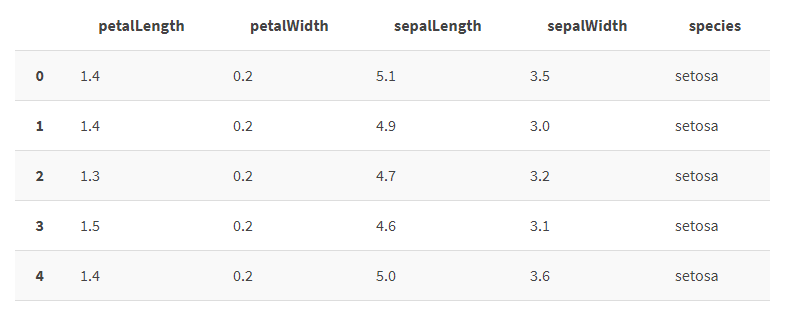 petalLength petalWidth sepalLength sepalWidth species
0 1.4 0.2 5.1 3.5 setosa
1 1.4 0.2 4.9 3.0 setosa
2 1.3 0.2 4.7 3.2 setosa
3 1.5 0.2 4.6 3.1 setosa
4 1.4 0.2 5.0 3.6 setosa